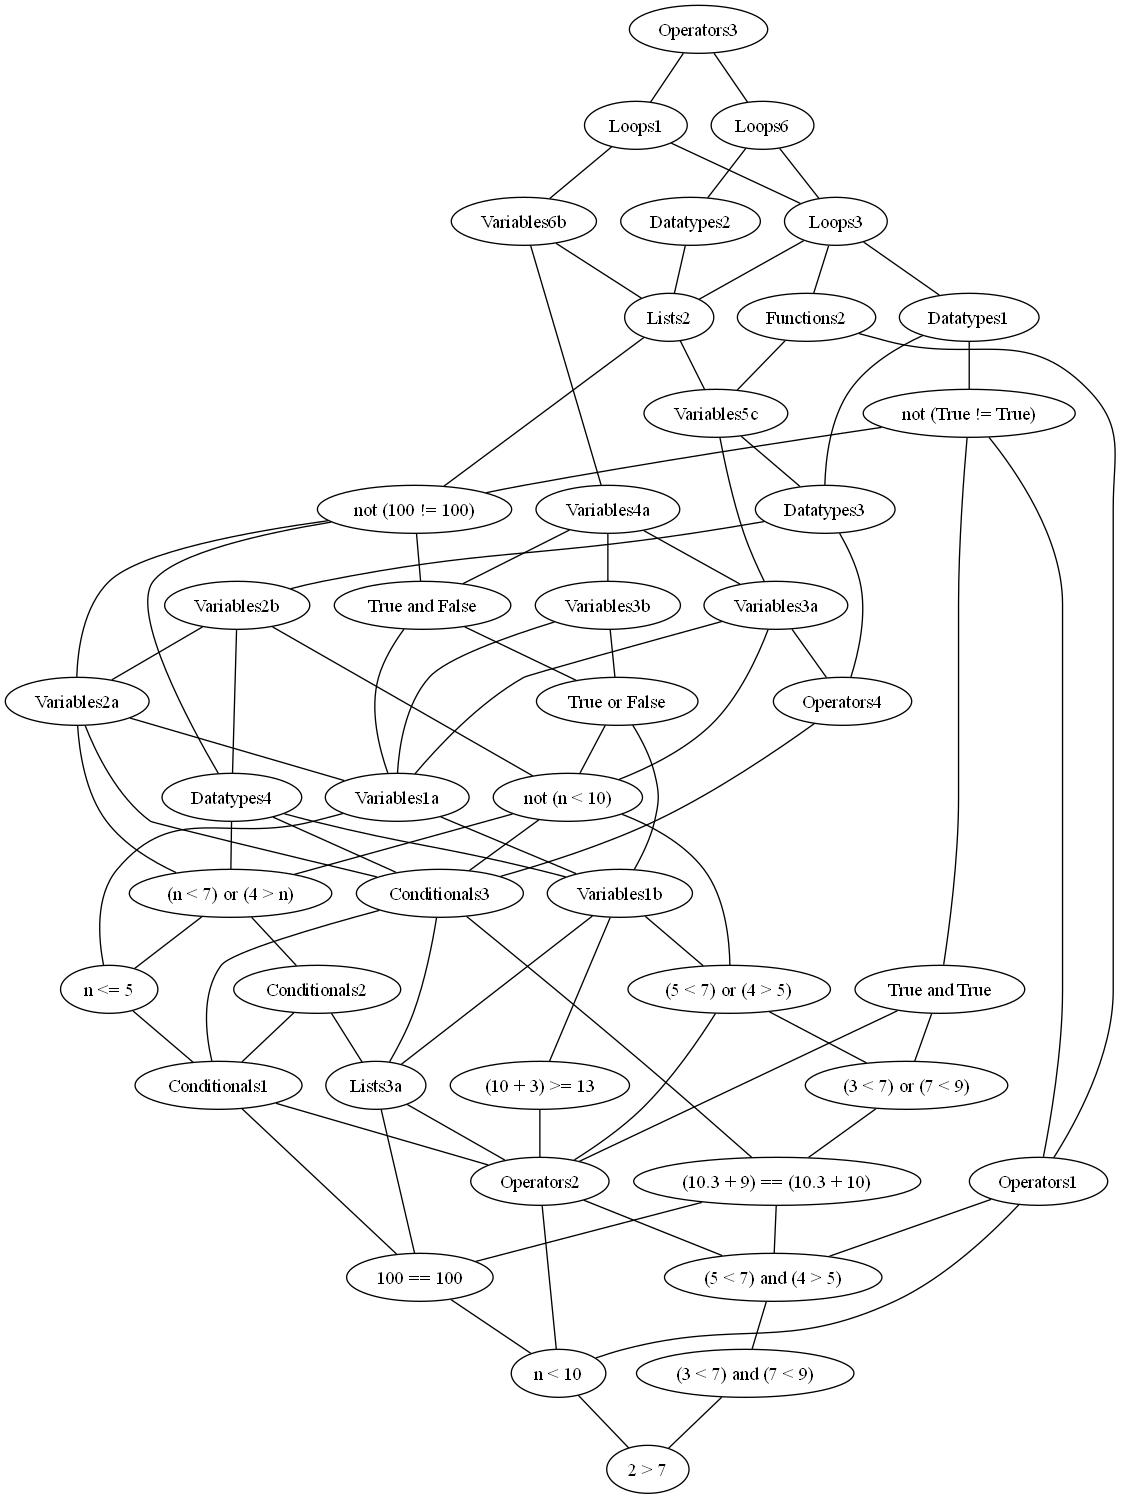 Operators3
Loops1
Loops6
Variables6b
Datatypes2
Loops3
Lists2
Functions2
Datatypes1
Variables5c
not (True != True)
not (100 != 100)
Variables4a
Datatypes3
Variables2b
True and False
Variables3b
Variables3a
Variables2a
True or False
Operators4
Datatypes4
Variables1a
not (n < 10)
(n < 7) or (4 > n)
Conditionals3
Variables1b
n <= 5
Conditionals2
(5 < 7) or (4 > 5)
True and True
Conditionals1
Lists3a
(10 + 3) >= 13
(3 < 7) or (7 < 9)
Operators2
(10.3 + 9) == (10.3 + 10)
Operators1
100 == 100
(5 < 7) and (4 > 5)
n < 10
(3 < 7) and (7 < 9)
2 > 7